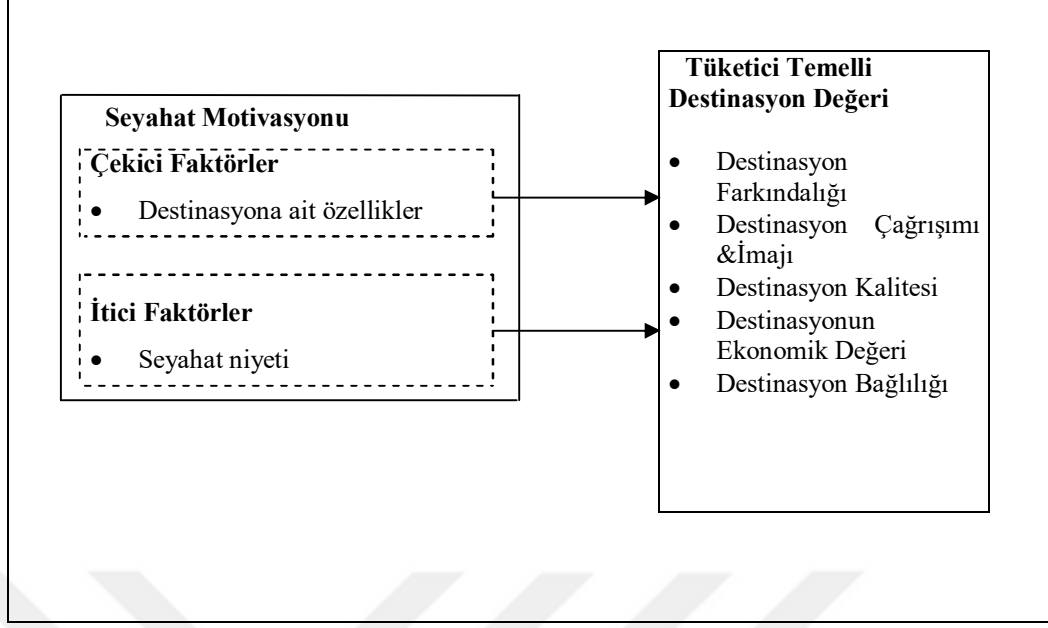 Seyahat Motivasyonu
Çekici Faktörler
• Destinasyona ait özellikler
İtici Faktörler
• Seyahat niyeti
Tüketici Temelli
Destinasyon Değeri
• Destinasyon
Farkındalığı
• Destinasyon Çağrışımı
&İmajı
• Destinasyon Kalitesi
• Destinasyonun
Ekonomik Değeri
• Destinasyon Bağlılığı